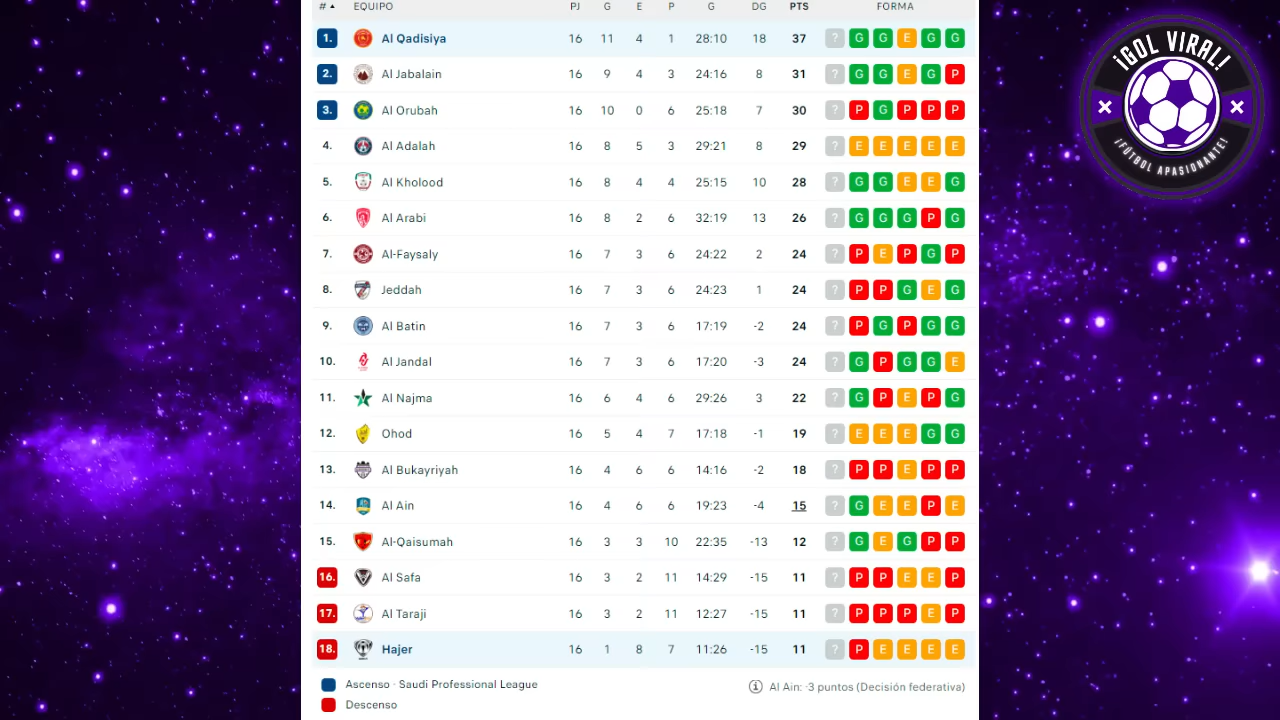 # EQUIPO PJ G E P G DG PTS FORMA
1. Al Qadisiya 16 11 4 1 28:10 18 37 ? G G E G G
2. Al Jabalain 16 9 4 3 24:16 8 31 ? G G E G P
3. Al Orubah 16 10 0 6 25:18 7 30 ? P G P P P
4. Al Adalah 16 8 5 3 29:21 8 29 ? E E E E E
5. Al Kholood 16 8 4 4 25:15 10 28 ? G G E E G
6. Al Arabi 16 8 2 6 32:19 13 26 ? G G G P G
7. Al-Faysaly 16 7 3 6 24:22 2 24 ? P E P G P
8. Jeddah 16 7 3 6 24:23 1 24 ? P P G E G
9. Al Batin 16 7 3 6 17:19 -2 24 ? P G P G G
10. Al Jandal 16 7 3 6 17:20 -3 24 ? G P G G E
11. Al Najma 16 6 4 6 29:26 3 22 ? G P E P G
12. Ohod 16 5 4 7 17:18 -1 19 ? E E E G G
13. Al Bukayriyah 16 4 6 6 14:16 -2 18 ? P P E P P
14. Al Ain 16 4 6 6 19:23 -4 15 ? G E E P E
15. Al-Qaisumah 16 3 3 10 22:35 -13 12 ? G E G P P
16. Al Safa 16 3 2 11 14:29 -15 11 ? P P E E P
17. Al Taraji 16 3 2 11 12:27 -15 11 ? P P P E P
18. Hajer 16 1 8 7 11:26 -15 11 ? P E E E E
Ascenso · Saudi Professional League
Al Ain: -3 puntos (Decisión federativa)
Descenso
¡GOL VIRAL!
¡FÚTBOL APASIONANTE!